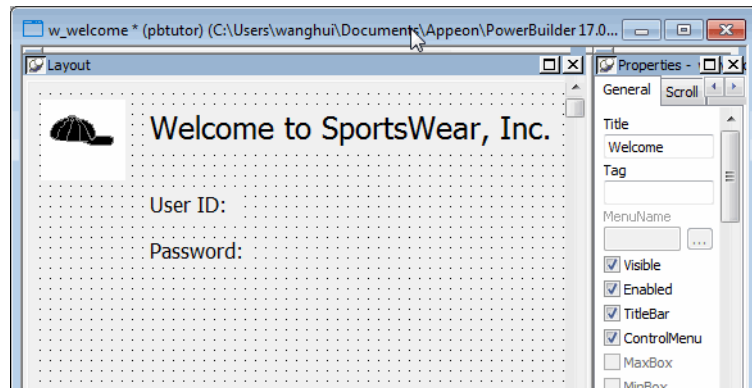 w_welcome * (pbtutor) (C:\Users\wanghui\Documents\Appeon\PowerBuilder 17.0...
Layout
Properties -
General
Scroll
Welcome to SportsWear, Inc.
User ID:
Password:
Title
Welcome
Tag
MenuName
...
Visible
Enabled
TitleBar
ControlMenu
MaxBox
MinBox